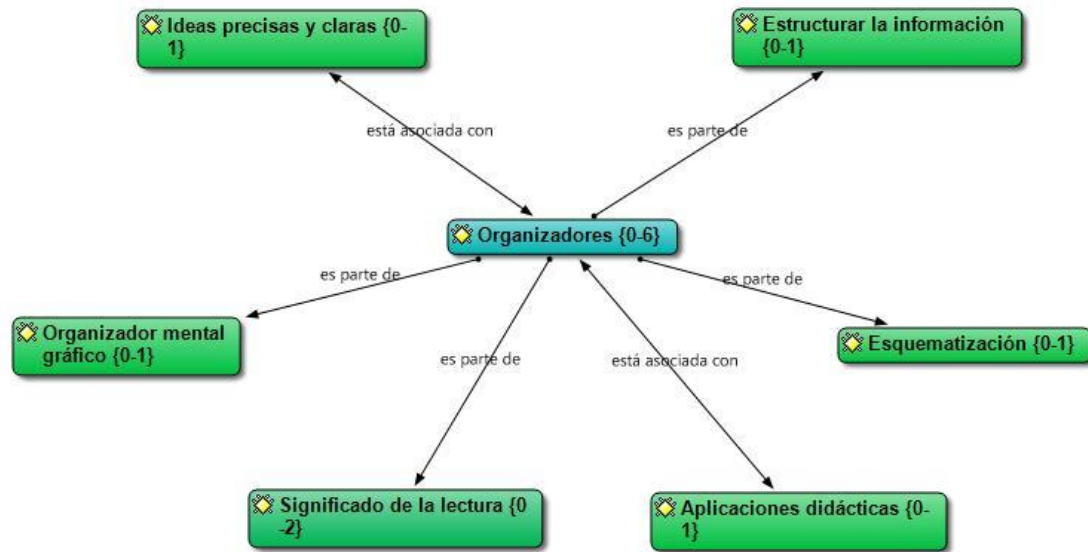 Ideas precisas y claras {0-
1}
Estructurar la información
{0-1}
está asociada con
es parte de
Organizadores {0-6}
es parte de
es parte de
Organizador mental
gráfico {0-1}
Esquematización {0-1}
es parte de
está asociada con
Significado de la lectura {0
-2}
Aplicaciones didácticas {0-
1}